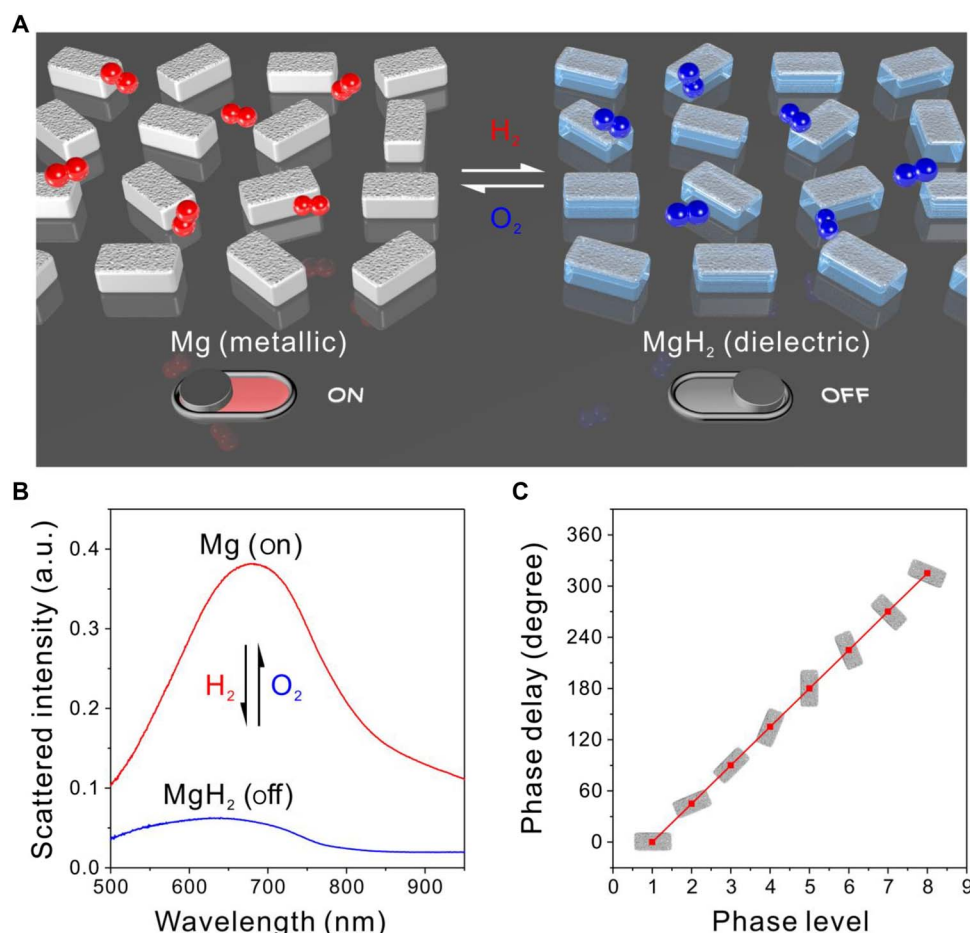 A
H₂
O₂
Mg (metallic)
MgH₂ (dielectric)
ON
OFF
B
Scattered intensity (a.u.)
0.4
0.3
0.2
0.1
0.0
Mg (on)
H₂ O₂
MgH₂ (off)
500 600 700 800 900
Wavelength (nm)
C
Phase delay (degree)
360
300
240
180
120
60
0
0 1 2 3 4 5 6 7 8 9
Phase level